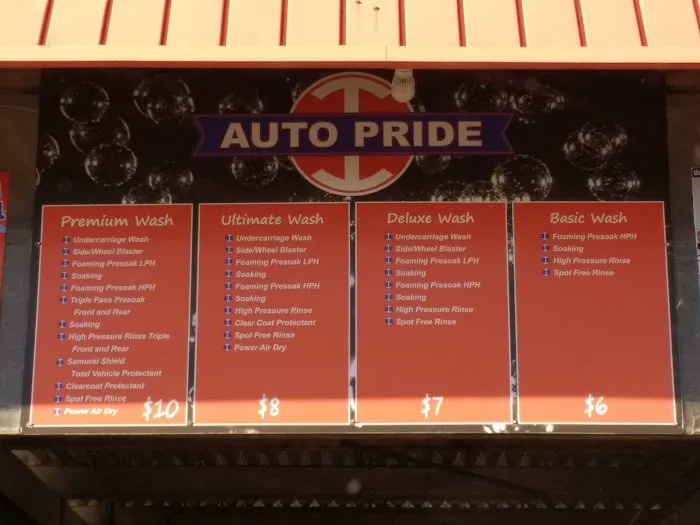 AUTO PRIDE
Premium Wash
Undercarriage Wash
Side/Wheel Blaster
Foaming Presoak LPH
Soaking
Foaming Presoak HPH
Triple Pass Presoak
Front and Rear
Soaking
High Pressure Rinse Triple
Front and Rear
Samurai Shield
Total Vehicle Protectant
Clearcoat Protectant
Spot Free Rinse
Power Air Dry
$10
Ultimate Wash
Undercarriage Wash
Side/Wheel Blaster
Foaming Presoak LPH
Soaking
Foaming Presoak HPH
Soaking
High Pressure Rinse
Clear Coat Protectant
Spot Free Rinse
Power Air Dry
$8
Deluxe Wash
Undercarriage Wash
Side/Wheel Blaster
Foaming Presoak LPH
Soaking
Foaming Presoak HPH
Soaking
High Pressure Rinse
Spot Free Rinse
$7
Basic Wash
Foaming Presoak HPH
Soaking
High Pressure Rinse
Spot Free Rinse
$6